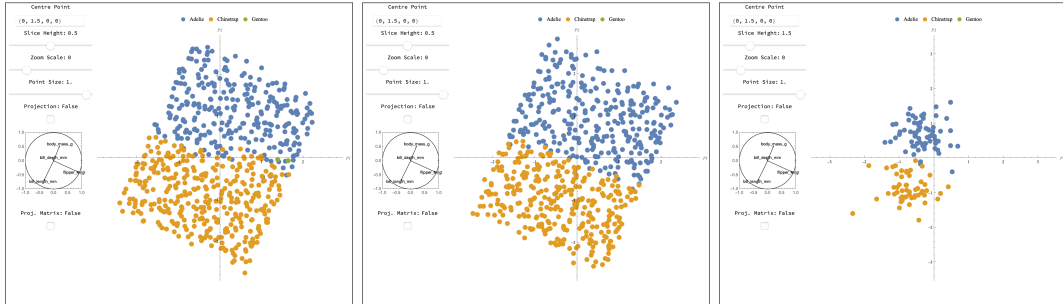 Centre Point
{0, 1.5, 0, 0}
Slice Height: 0.5
Zoom Scale: 0
Point Size: 1.
Projection: False
body_mass_g
bill_depth_mm
bill_length_mm
Proj. Matrix: False
Adelie Chinstrap Gentoo
Centre Point
{0, 1.5, 0, 0}
Slice Height: 0.5
Zoom Scale: 0
Point Size: 1.
Projection: False
body_mass_g
bill_depth_mm
bill_length_mm
Proj. Matrix: False
Adelie Chinstrap Gentoo
Centre Point
{0, 1.5, 0, 0}
Slice Height: 1.5
Zoom Scale: 0
Point Size: 1.
Projection: False
body_mass_g
bill_depth_mm
bill_length_mm
Proj. Matrix: False
Adelie Chinstrap Gentoo